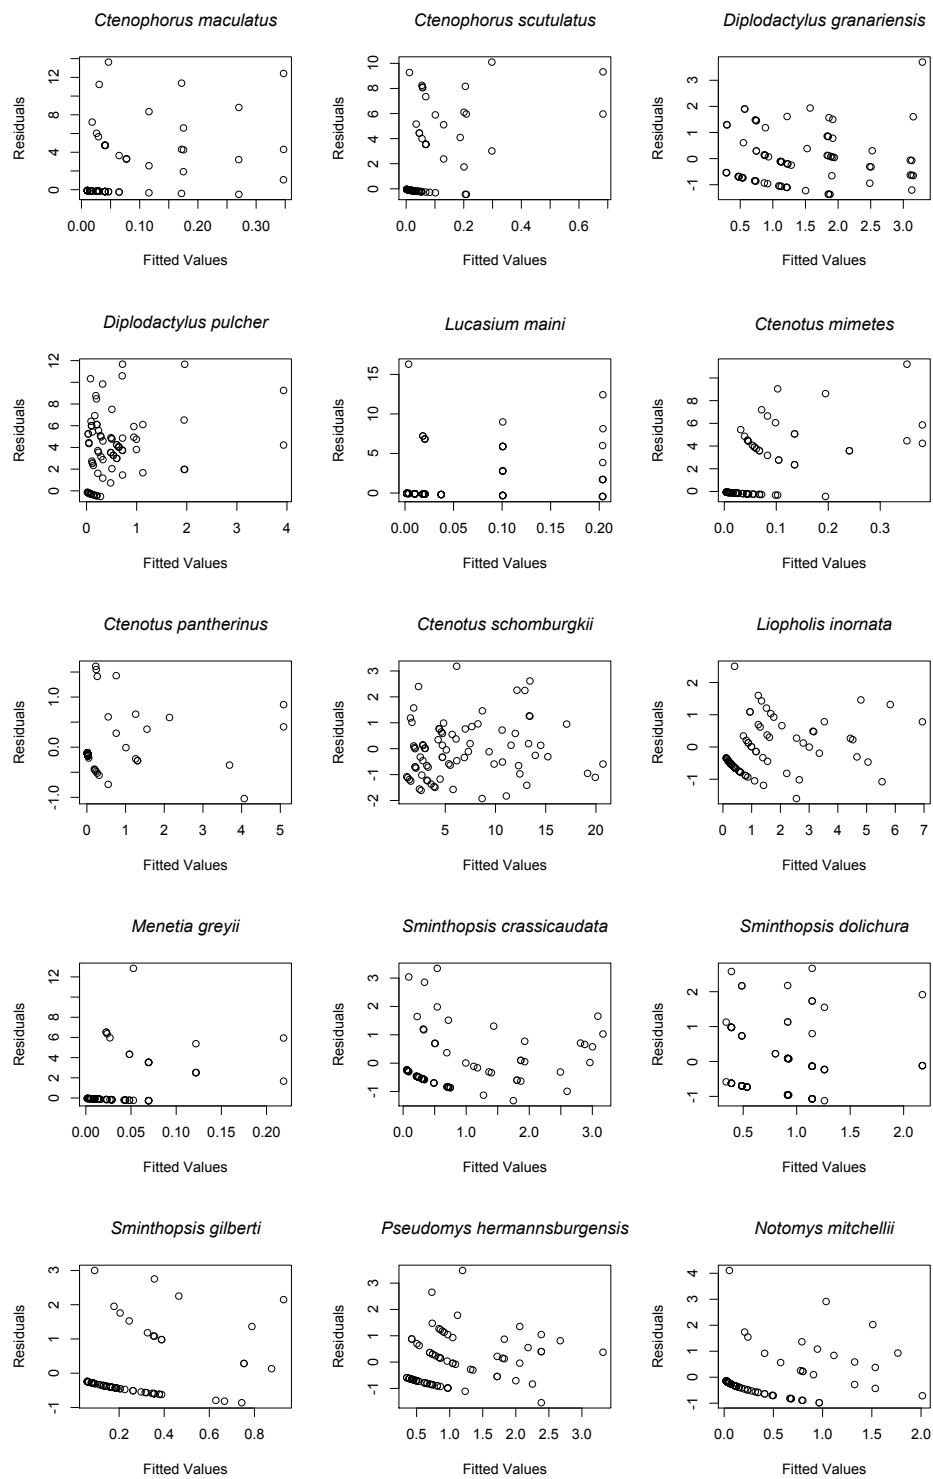 Ctenophorus maculatus
Residuals
12
8
4
0
0.00 0.10 0.20 0.30
Fitted Values
Ctenophorus scutulatus
Residuals
10
8
6
4
2
0
0.0 0.2 0.4 0.6
Fitted Values
Diplodactylus granariensis
Residuals
3
2
1
0
-1
0.5 1.0 1.5 2.0 2.5 3.0
Fitted Values
Diplodactylus pulcher
Residuals
12
8
6
4
2
0
0 1 2 3 4
Fitted Values
Lucasium maini
Residuals
15
10
5
0
0.00 0.05 0.10 0.15 0.20
Fitted Values
Ctenotus mimetes
Residuals
8
6
4
2
0
0.0 0.1 0.2 0.3
Fitted Values
Ctenotus pantherinus
Residuals
1.0
0.0
-1.0
0 1 2 3 4 5
Fitted Values
Ctenotus schomburgkii
Residuals
3
2
1
0
-1
-2
5 10 15 20
Fitted Values
Liopholis inornata
Residuals
2
1
0
-1
0 1 2 3 4 5 6 7
Fitted Values
Menetia greyii
Residuals
12
8
6
4
2
0
0.00 0.05 0.10 0.15 0.20
Fitted Values
Sminthopsis crassicaudata
Residuals
3
2
1
0
-1
0.0 0.5 1.0 1.5 2.0 2.5 3.0
Fitted Values
Sminthopsis dolichura
Residuals
2
1
0
-1
0.5 1.0 1.5 2.0
Fitted Values
Sminthopsis gilberti
Residuals
3
2
1
0
-1
0.2 0.4 0.6 0.8
Fitted Values
Pseudomys hermannsburgensis
Residuals
3
2
1
0
-1
0.5 1.0 1.5 2.0 2.5 3.0
Fitted Values
Notomys mitchellii
Residuals
4
3
2
1
0
-1
0.0 0.5 1.0 1.5 2.0
Fitted Values